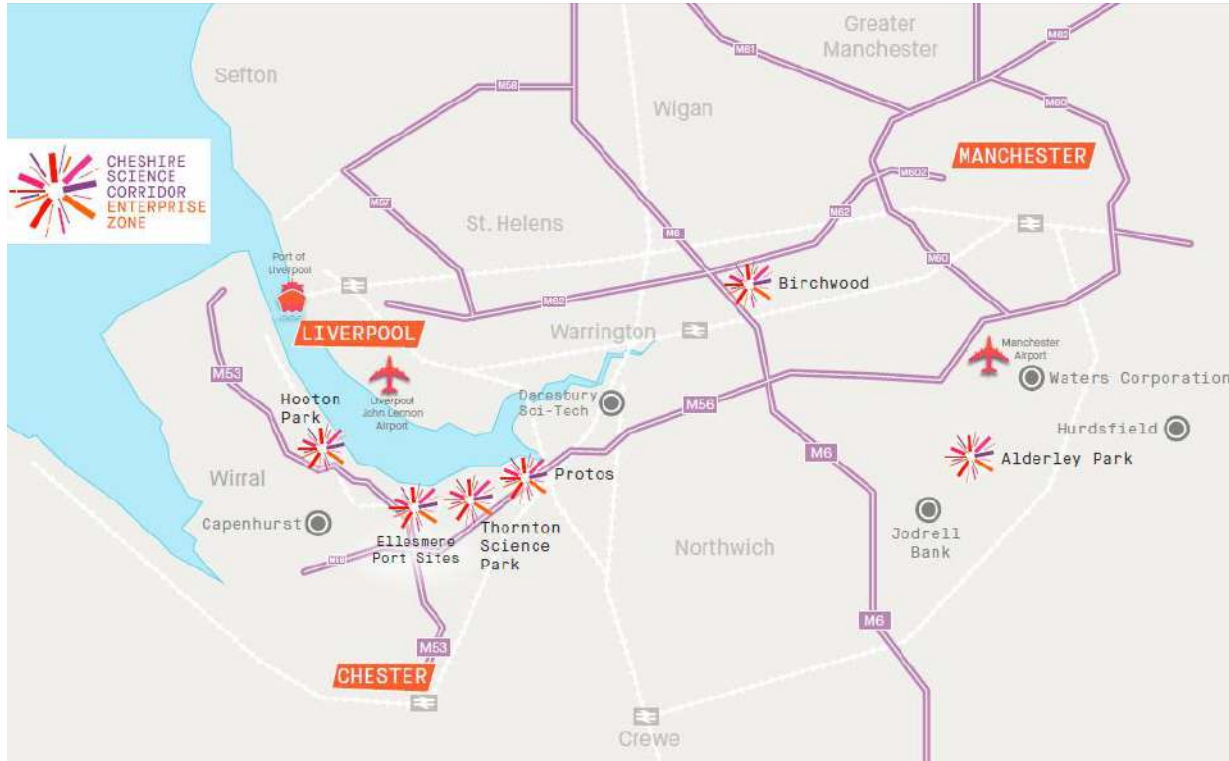 Greater
Manchester
M61
M62
Sefton
M58
Wigan
M60
CHESHIRE
SCIENCE
CORRIDOR
ENTERPRISE
ZONE
MANCHESTER
M602
M57
St. Helens
M62
M6
Port of
Liverpool
M60
M62
Birchwood
LIVERPOOL
Warrington
Manchester
Airport
M53
Waters Corporation
Hooton
Park
Liverpool
John Lennon
Airport
Daresbury
Sci-Tech
M56
Hurdsfield
M6
Alderley Park
Wirral
Protos
Capenhurst
Ellesmere
Port Sites
Thornton
Science
Park
Northwich
Jodrell
Bank
M6
M53
CHESTER
Crewe